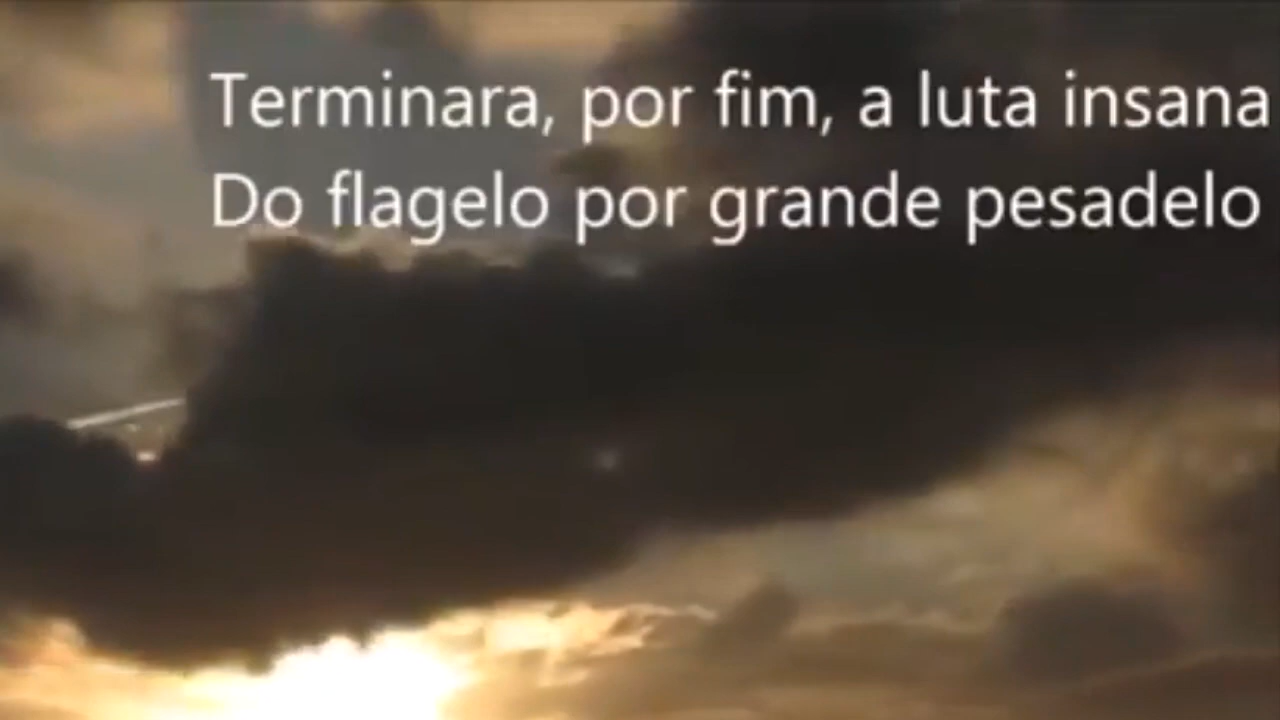 Terminara, por fim, a luta insana
Do flagelo por grande pesadelo